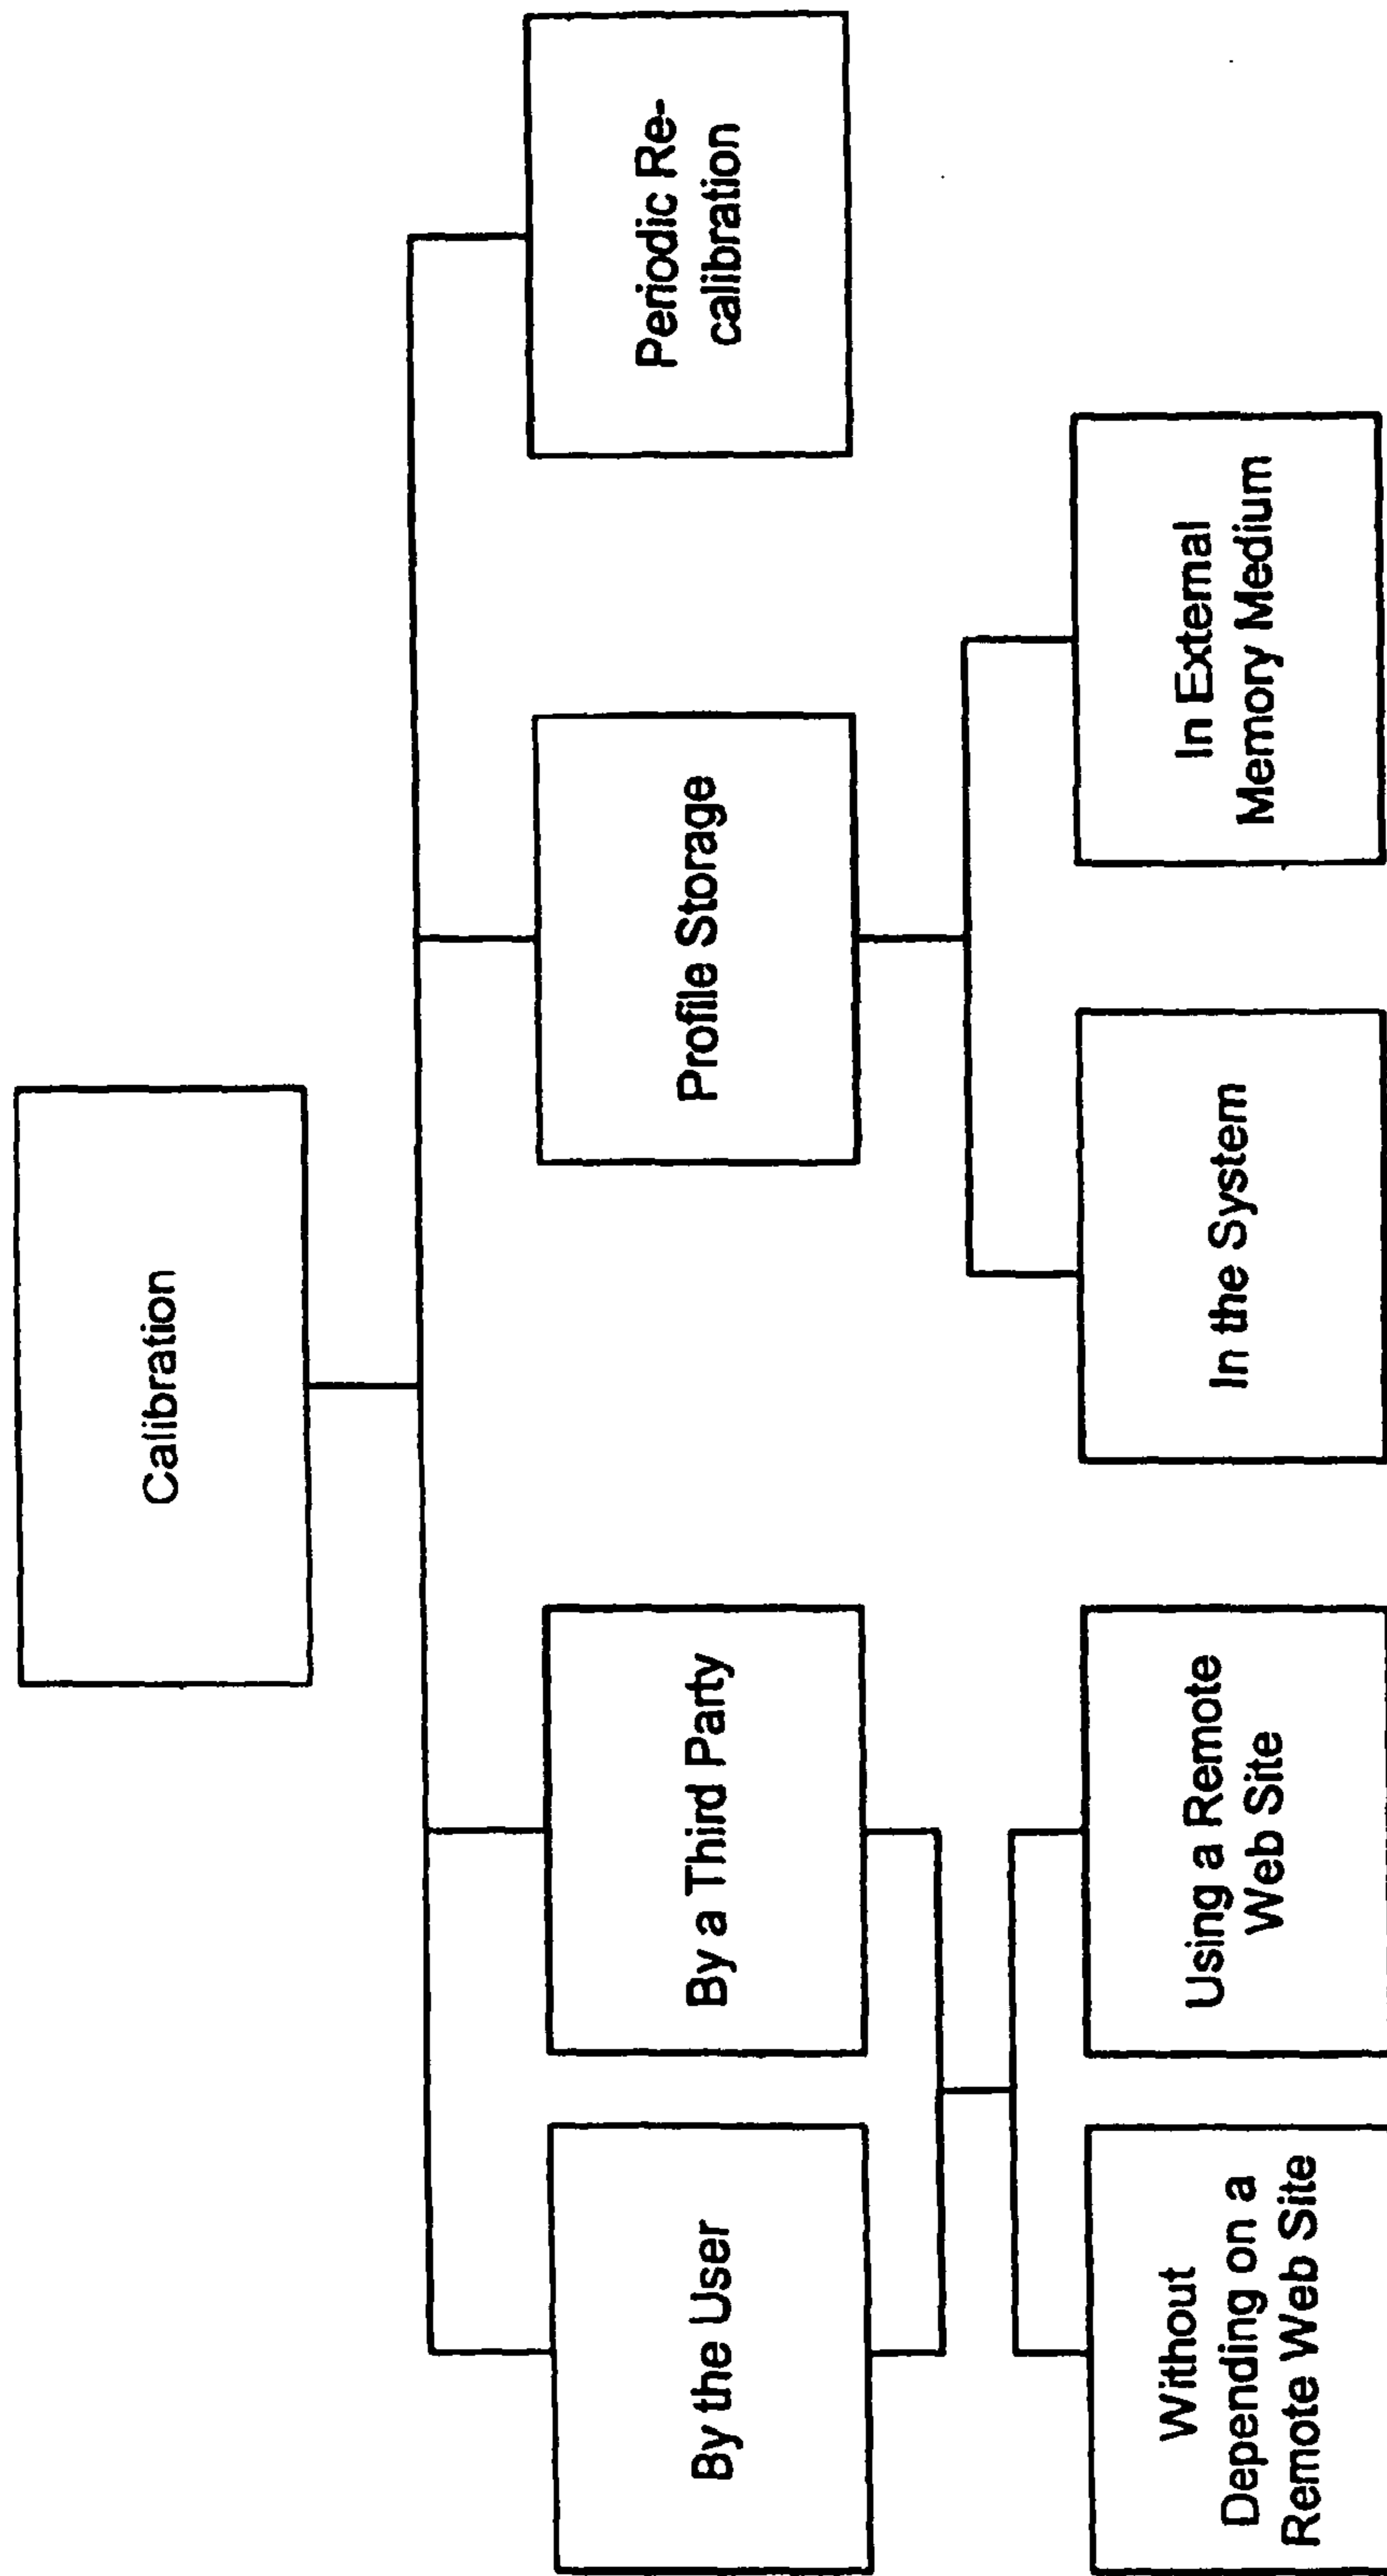 Calibration
By the User
By a Third Party
Profile Storage
Periodic Re-
calibration
Without
Depending on a
Remote Web Site
Using a Remote
Web Site
In the System
In External
Memory Medium